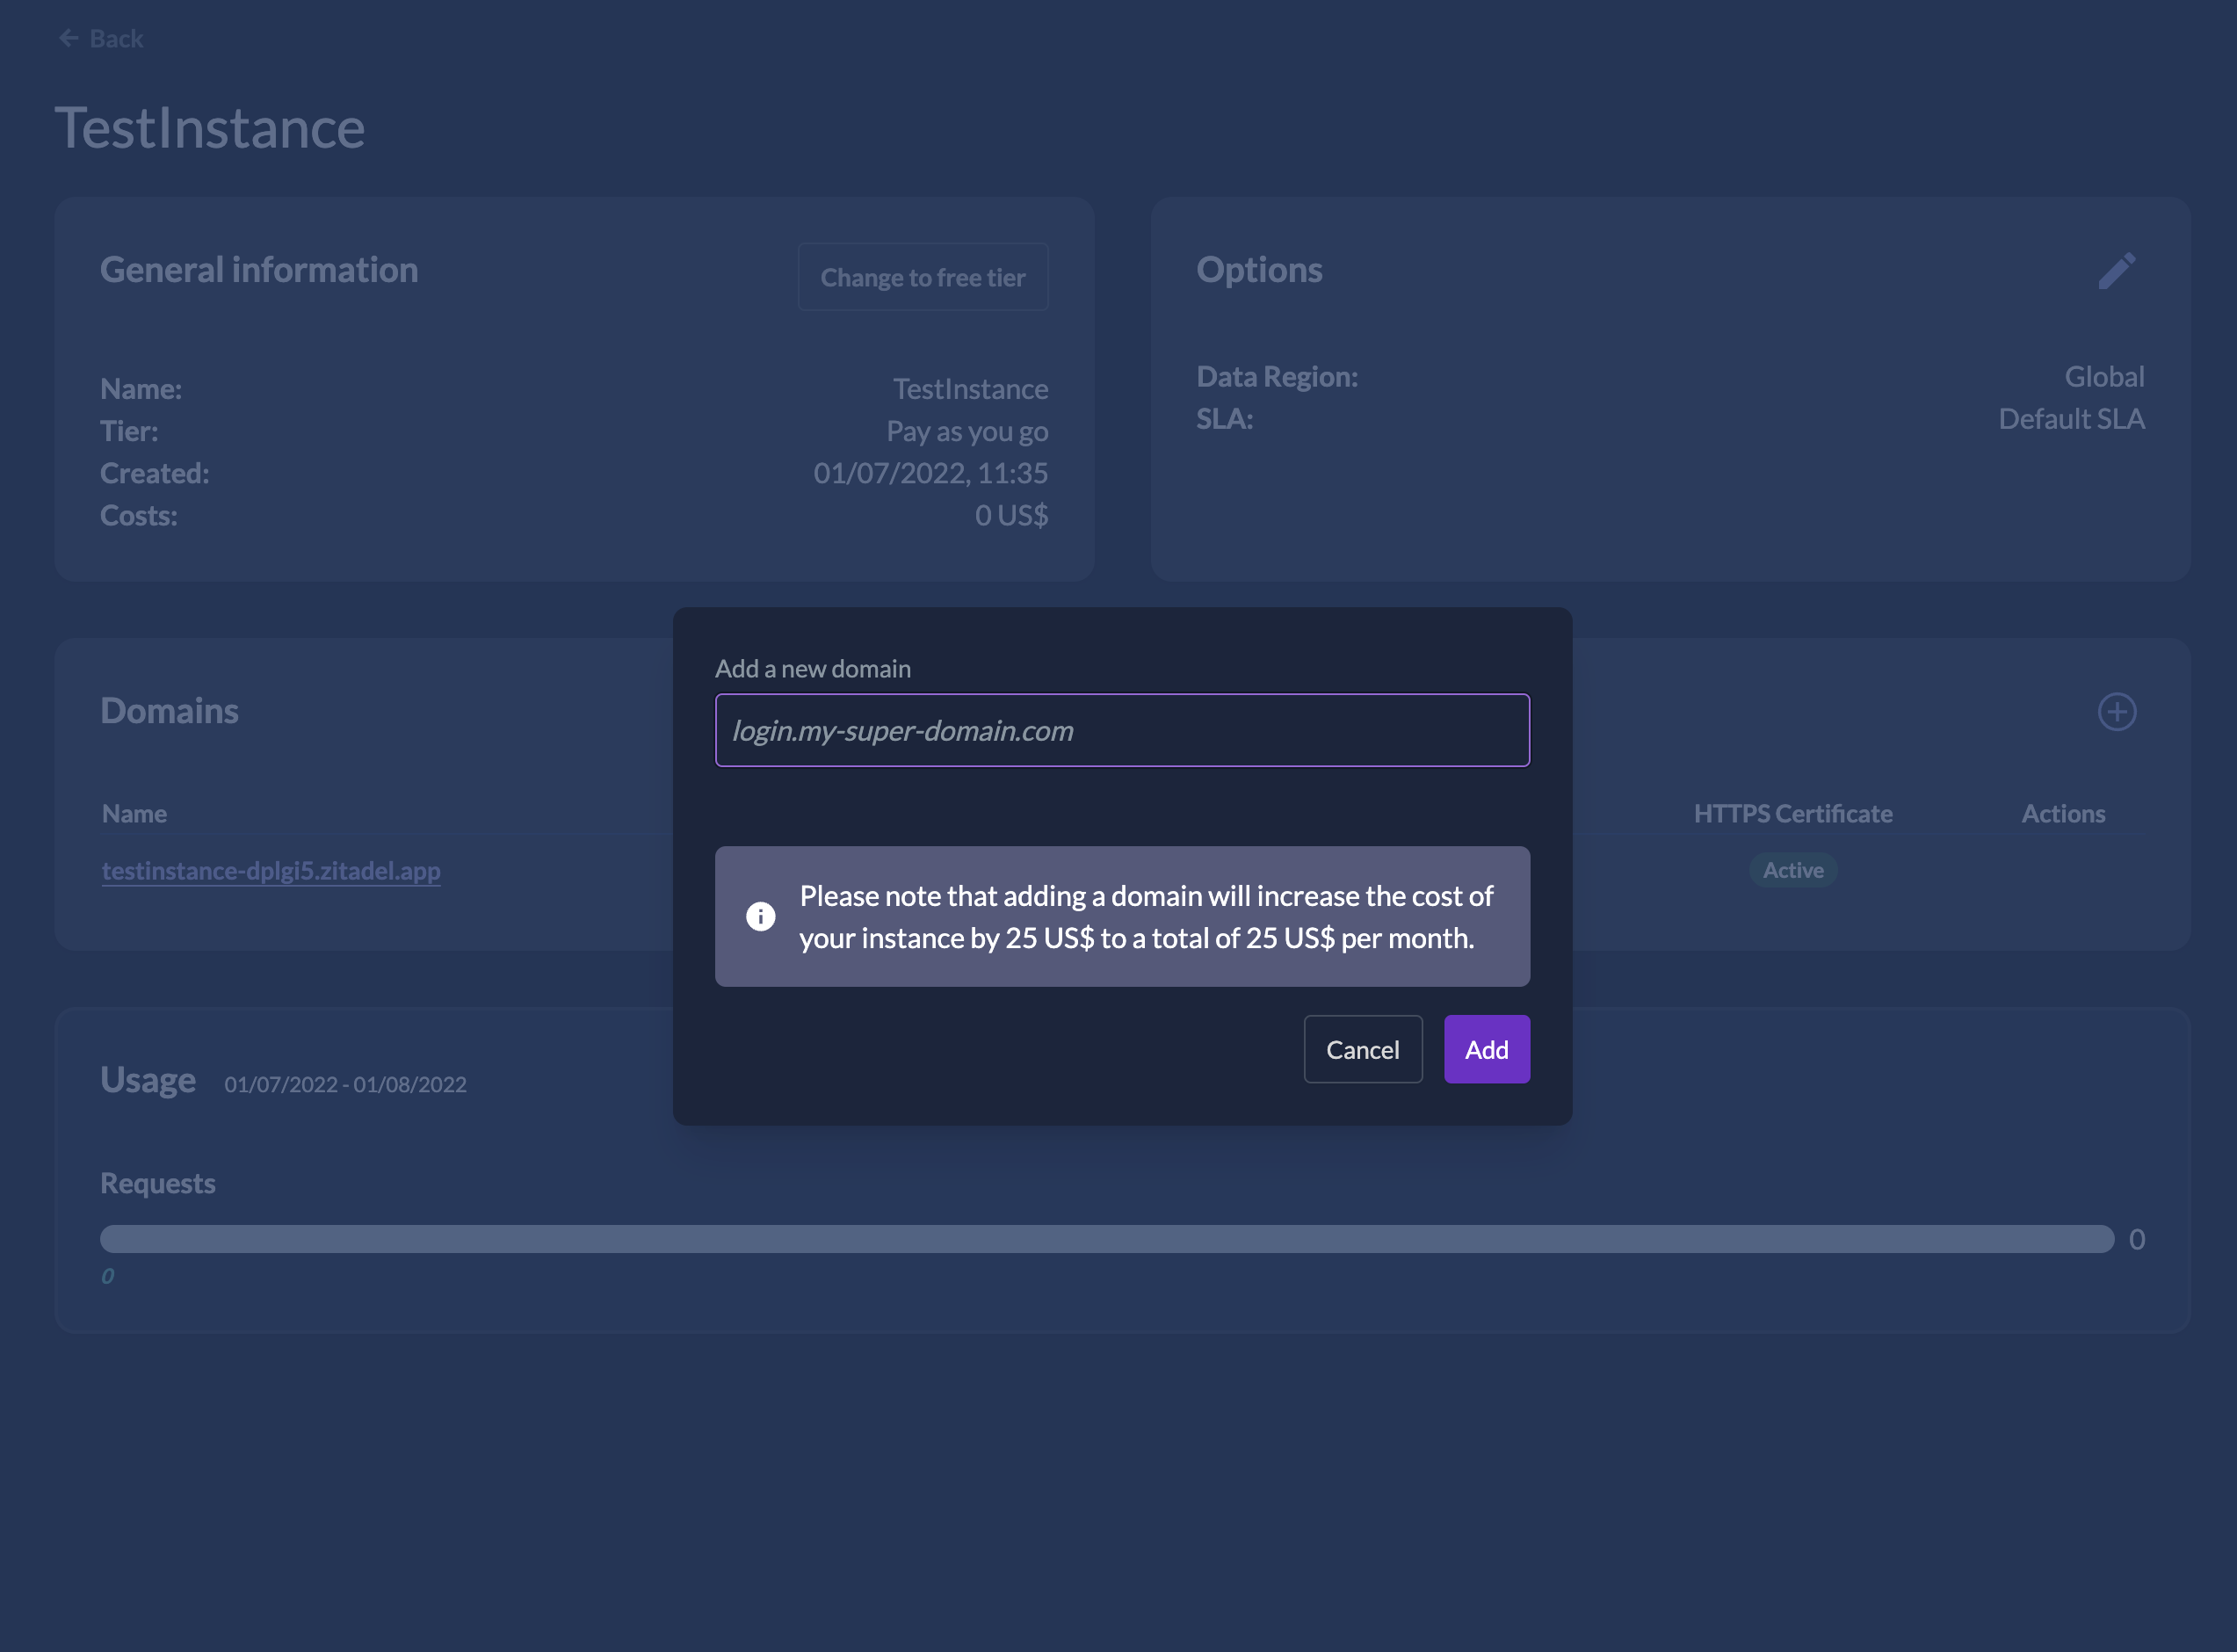 Back
TestInstance
General information
Change to free tier
Name: TestInstance
Tier: Pay as you go
Created: 01/07/2022, 11:35
Costs: 0 US$
Options
Data Region: Global
SLA: Default SLA
Domains
Name HTTPS Certificate Actions
testinstance-dplgi5.zitadel.app Active
Add a new domain
login.my-super-domain.com
Please note that adding a domain will increase the cost of
your instance by 25 US$ to a total of 25 US$ per month.
Cancel Add
Usage 01/07/2022 - 01/08/2022
Requests
0
0